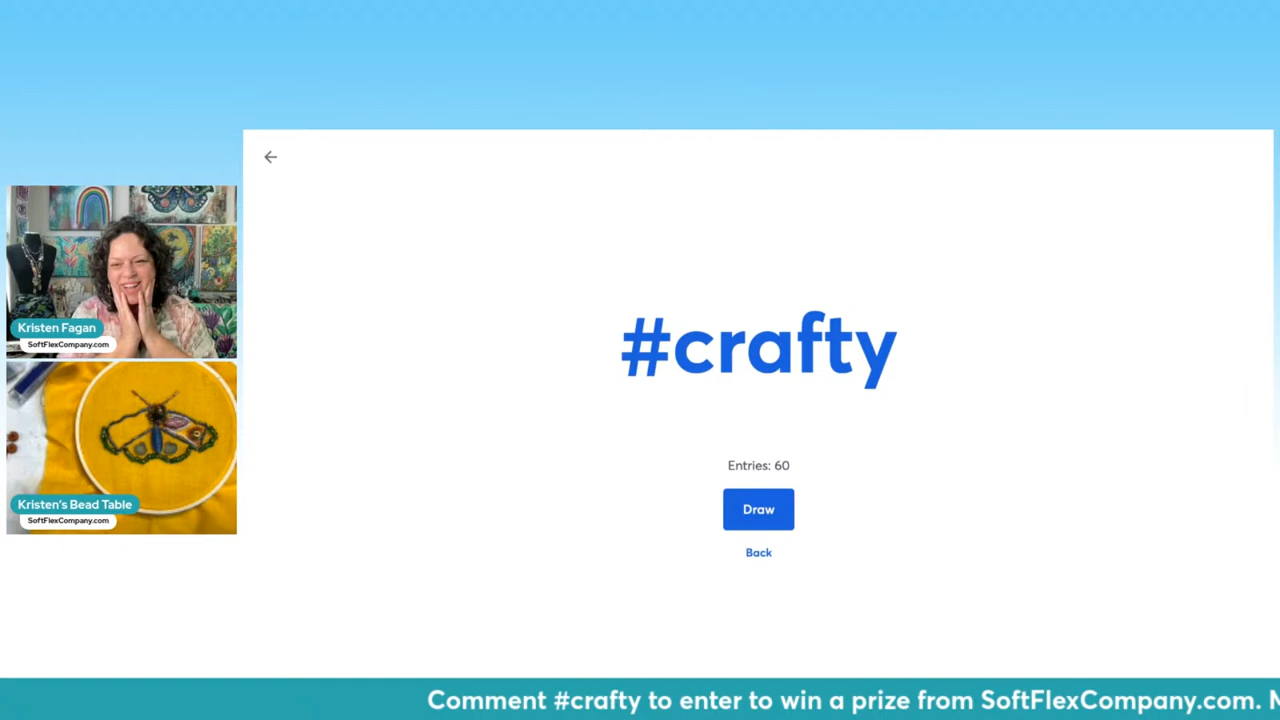 Kristen Fagan
SoftFlexCompany.com
Kristen's Bead Table
SoftFlexCompany.com
#crafty
Entries: 60
Draw
Back
Comment #crafty to enter to win a prize from SoftFlexCompany.com.